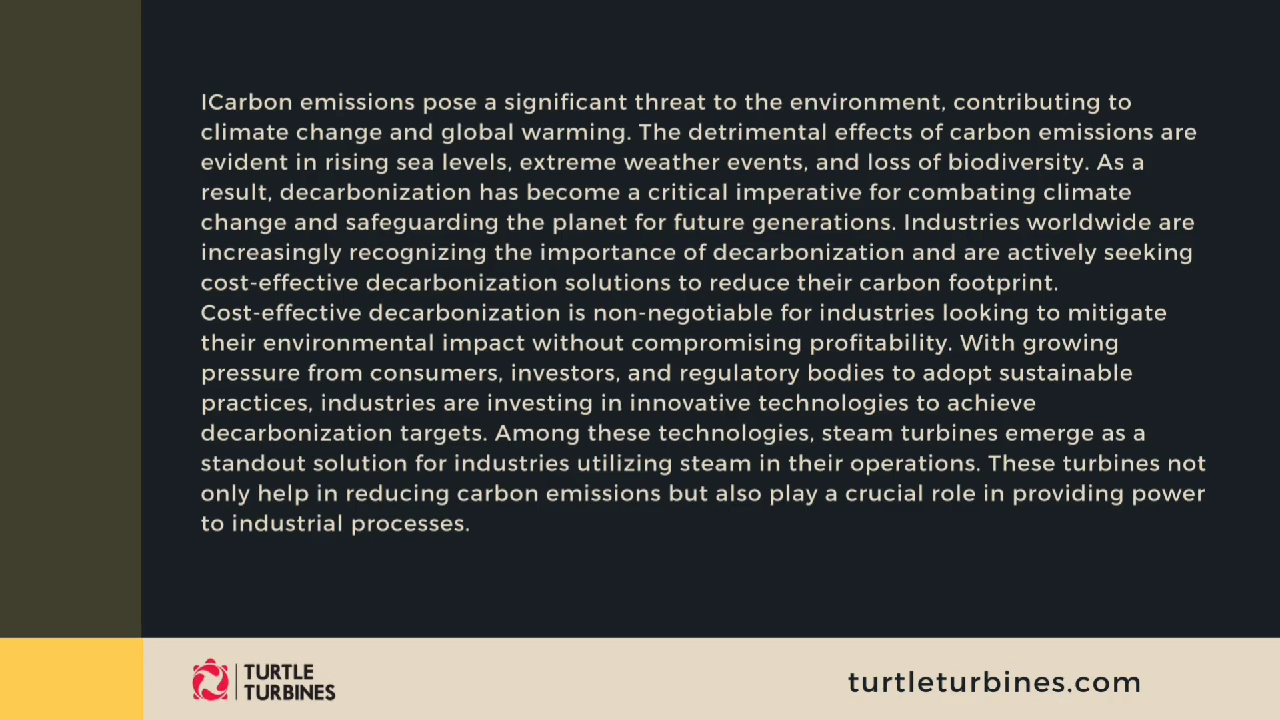 ICarbon emissions pose a significant threat to the environment, contributing to
climate change and global warming. The detrimental effects of carbon emissions are
evident in rising sea levels, extreme weather events, and loss of biodiversity. As a
result, decarbonization has become a critical imperative for combating climate
change and safeguarding the planet for future generations. Industries worldwide are
increasingly recognizing the importance of decarbonization and are actively seeking
cost-effective decarbonization solutions to reduce their carbon footprint.
Cost-effective decarbonization is non-negotiable for industries looking to mitigate
their environmental impact without compromising profitability. With growing
pressure from consumers, investors, and regulatory bodies to adopt sustainable
practices, industries are investing in innovative technologies to achieve
decarbonization targets. Among these technologies, steam turbines emerge as a
standout solution for industries utilizing steam in their operations. These turbines not
only help in reducing carbon emissions but also play a crucial role in providing power
to industrial processes.
TURTLE
TURBINES
turtleturbines.com